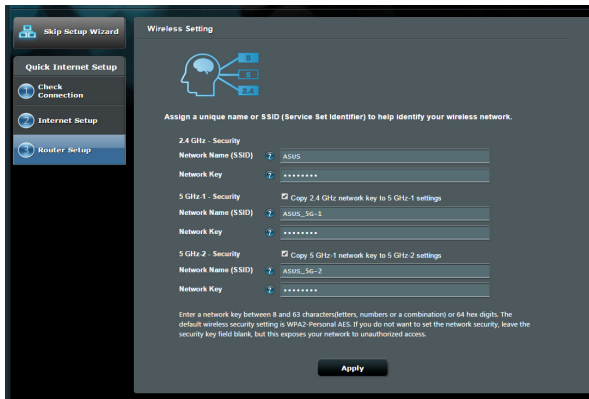 Skip Setup Wizard
Quick Internet Setup
1 Check
Connection
2 Internet Setup
3 Router Setup
Wireless Setting
5
5
2.4
Assign a unique name or SSID (Service Set Identifier) to help identify your wireless network.
2.4 GHz - Security
Network Name (SSID) ? ASUS
Network Key ? ••••••••
5 GHz-1 - Security Copy 2.4 GHz network key to 5 GHz-1 settings
Network Name (SSID) ? ASUS_5G-1
Network Key ? ••••••••
5 GHz-2 - Security Copy 5 GHz-1 network key to 5 GHz-2 settings
Network Name (SSID) ? ASUS_5G-2
Network Key ? ••••••••
Enter a network key between 8 and 63 characters(letters, numbers or a combination) or 64 hex digits. The
default wireless security setting is WPA2-Personal AES. If you do not want to set the network security, leave the
security key field blank, but this exposes your network to unauthorized access.
Apply